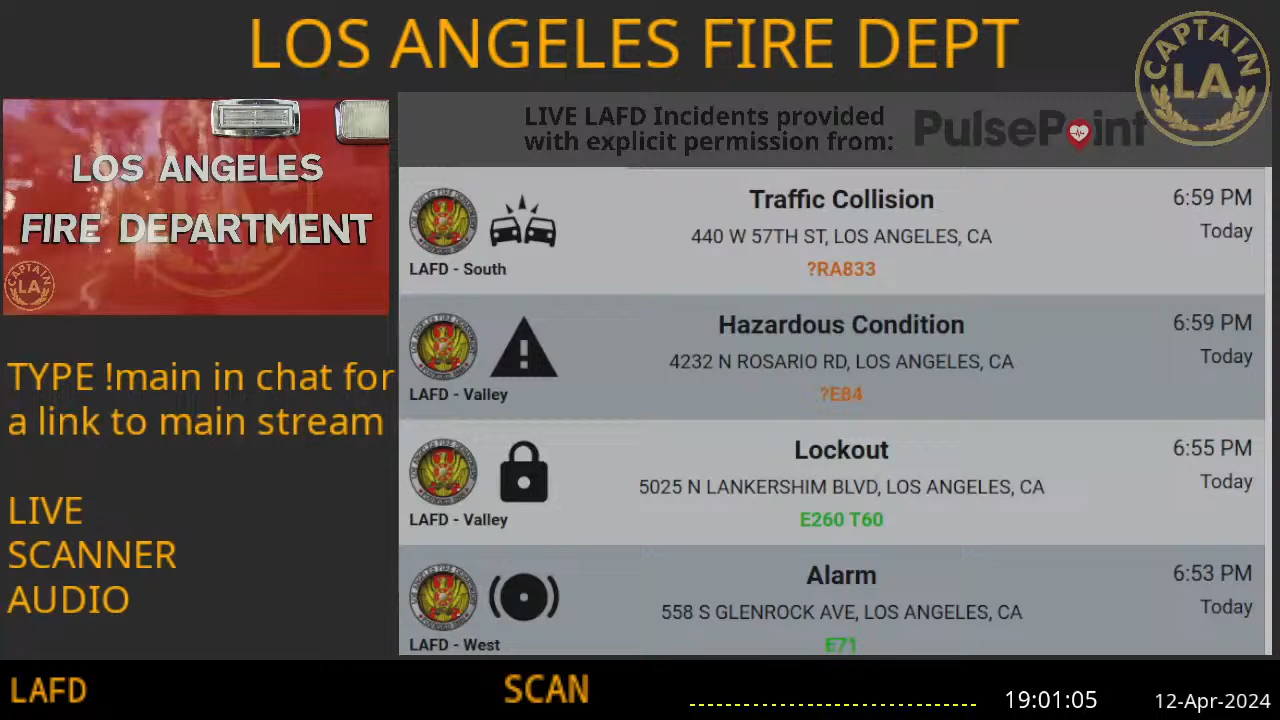 LOS ANGELES FIRE DEPT
CAPTAIN
LA
LOS ANGELES
FIRE DEPARTMENT
CAPTAIN
LA
TYPE !main in chat for
a link to main stream
LIVE
SCANNER
AUDIO
LIVE LAFD Incidents provided
with explicit permission from:
PulsePoint
Traffic Collision
6:59 PM
440 W 57TH ST, LOS ANGELES, CA
Today
?RA833
LAFD - South
Hazardous Condition
6:59 PM
4232 N ROSARIO RD, LOS ANGELES, CA
Today
?E84
LAFD - Valley
Lockout
6:55 PM
5025 N LANKERSHIM BLVD, LOS ANGELES, CA
Today
E260 T60
LAFD - Valley
Alarm
6:53 PM
558 S GLENROCK AVE, LOS ANGELES, CA
Today
E71
LAFD - West
LAFD
SCAN
19:01:05
12-Apr-2024